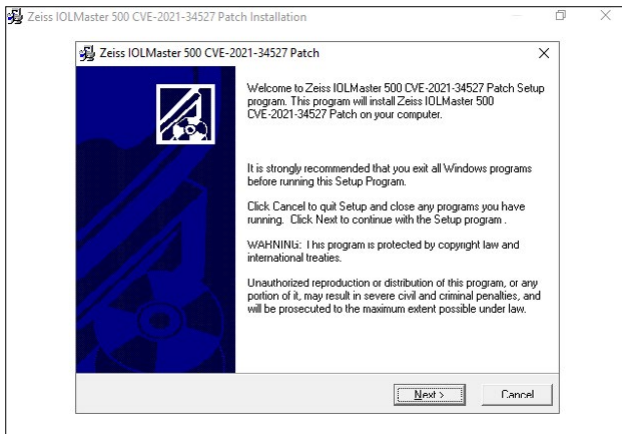 Zeiss IOLMaster 500 CVE-2021-34527 Patch Installation
Zeiss IOLMaster 500 CVE-2021-34527 Patch
Welcome to Zeiss IOLMaster 500 CVE-2021-34527 Patch Setup
program. This program will install Zeiss IOLMaster 500
CVE-2021-34527 Patch on your computer.
It is strongly recommended that you exit all Windows programs
before running this Setup Program.
Click Cancel to quit Setup and close any programs you have
running. Click Next to continue with the Setup program .
WARNING: This program is protected by copyright law and
international treaties.
Unauthorized reproduction or distribution of this program, or any
portion of it, may result in severe civil and criminal penalties, and
will be prosecuted to the maximum extent possible under law.
Next >
Cancel